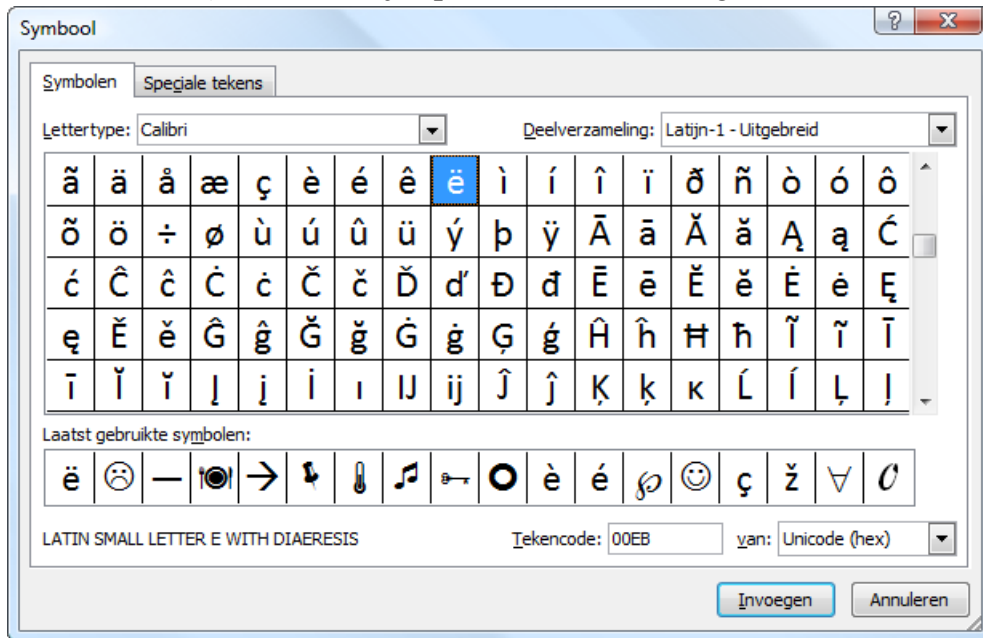 Symbool
Symbolen Speciale tekens
Lettertype: Calibri Deelverzameling: Latijn-1 - Uitgebreid
ã ä å æ ç è é ê ë ì í î ï ð ñ ò ó ô
õ ö ÷ ø ù ú û ü ý þ ÿ Ā ā Ă ă Ą ą Ć
ć Ĉ ĉ Ċ ċ Č č Ď ď Đ đ Ē ē Ĕ ĕ Ė ė Ę
ę Ě ě Ĝ ĝ Ğ ğ Ġ ġ Ģ ģ Ĥ ĥ Ħ ħ Ĩ ĩ Ī
ī Ĭ ĭ Į į İ ı Ĳ ĳ Ĵ ĵ Ķ ķ ĸ Ĺ ĺ Ļ ļ
Laatst gebruikte symbolen:
ë ☹ — 🍽 → 🌡 ♫ ○ è é ℘ ☺ ç ž ∀ 𝒪
LATIN SMALL LETTER E WITH DIAERESIS Tekencode: 00EB van: Unicode (hex)
Invoegen Annuleren